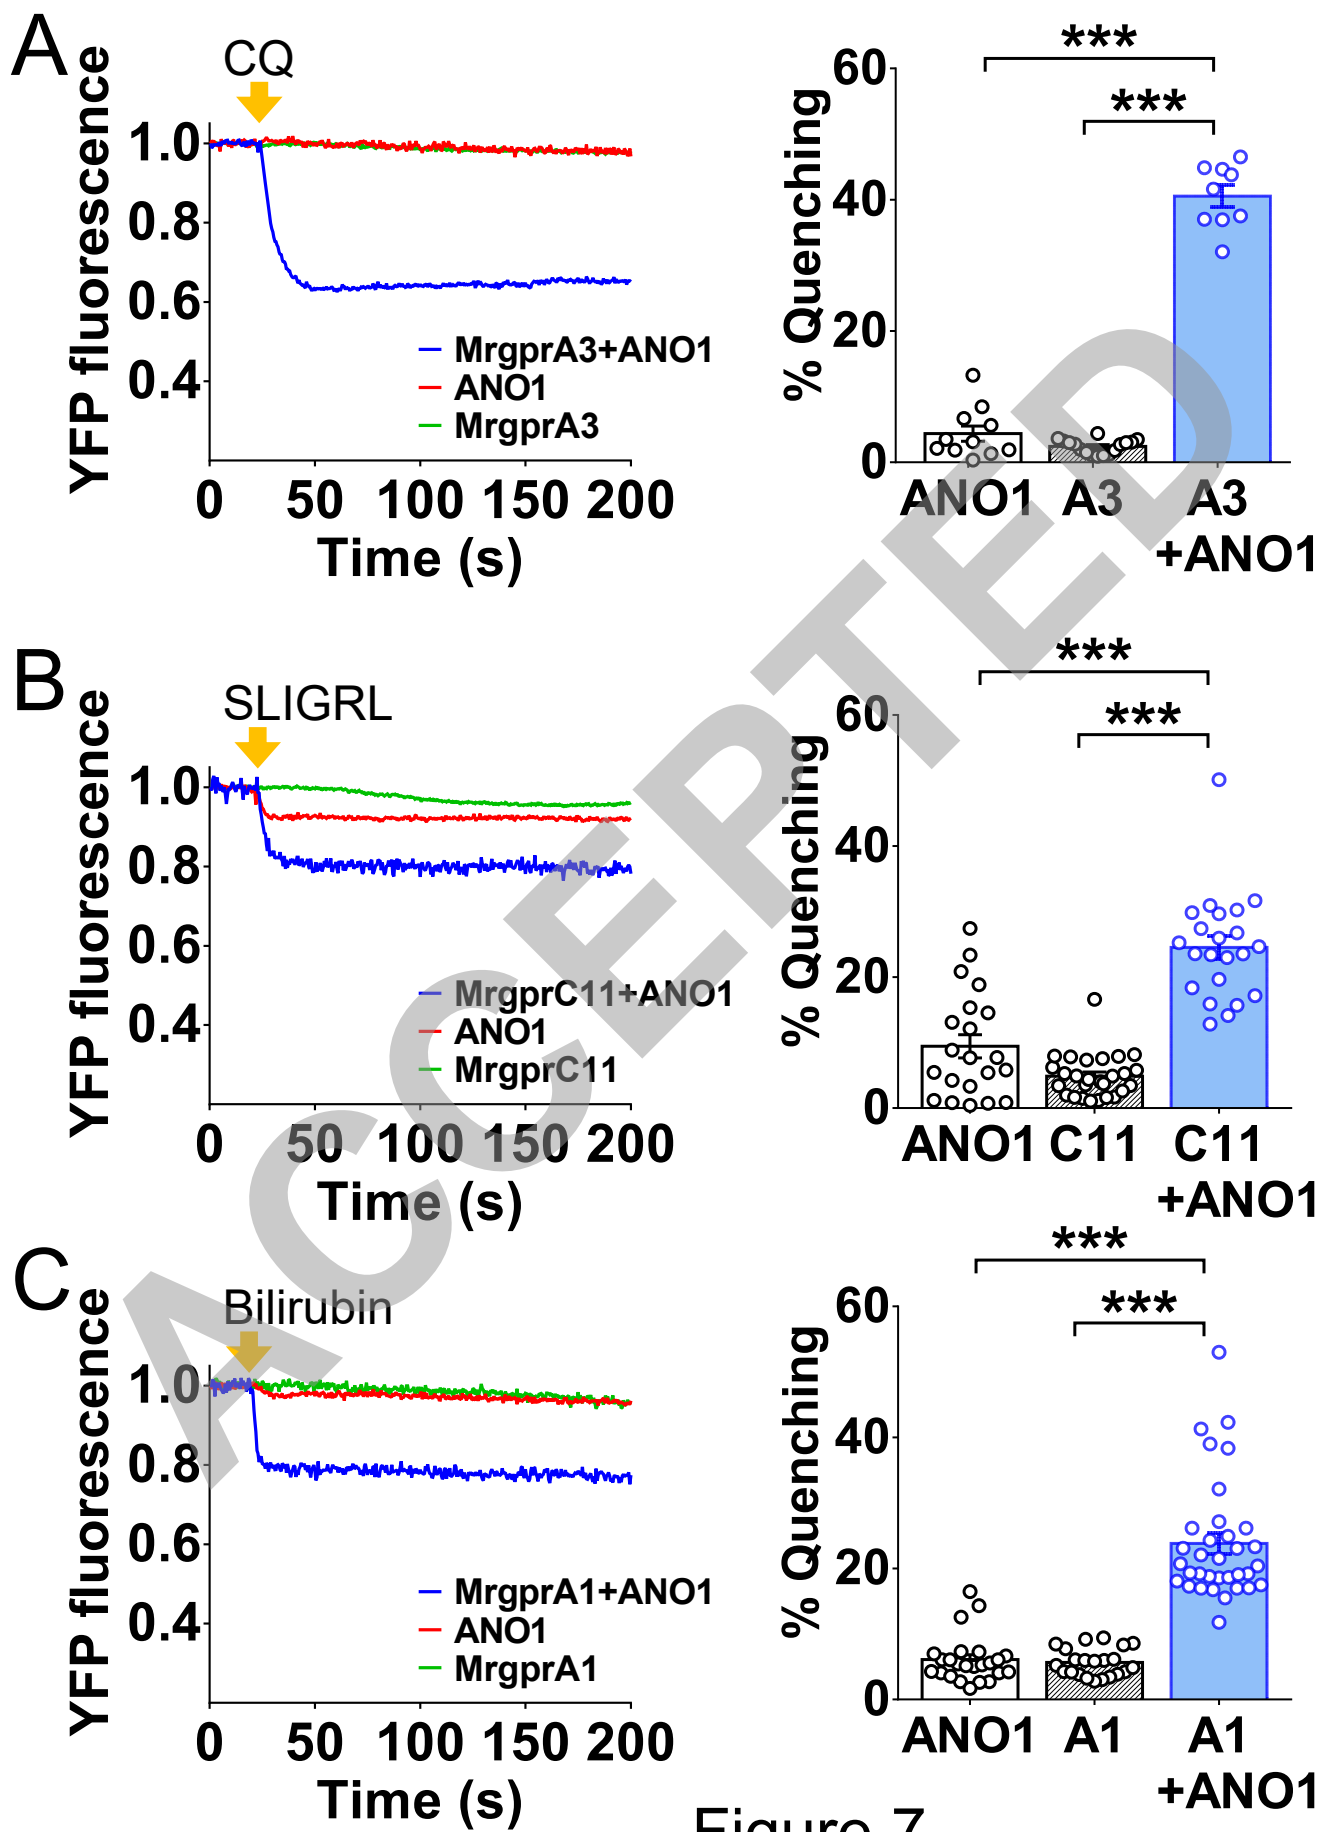 A
CQ
YFP fluorescence
1.0
0.8
0.6
0.4
MrgprA3+ANO1
ANO1
MrgprA3
0 50 100 150 200
Time (s)
***
***
% Quenching
60
40
20
0
ANO1 A3 A3
+ANO1
B
SLIGRL
YFP fluorescence
1.0
0.8
0.6
0.4
MrgprC11+ANO1
ANO1
MrgprC11
0 50 100 150 200
Time (s)
***
***
% Quenching
60
40
20
0
ANO1 C11 C11
+ANO1
C
Bilirubin
YFP fluorescence
1.0
0.8
0.6
0.4
MrgprA1+ANO1
ANO1
MrgprA1
0 50 100 150 200
Time (s)
***
***
% Quenching
60
40
20
0
ANO1 A1 A1
+ANO1
Figure 7
ACCEPTED